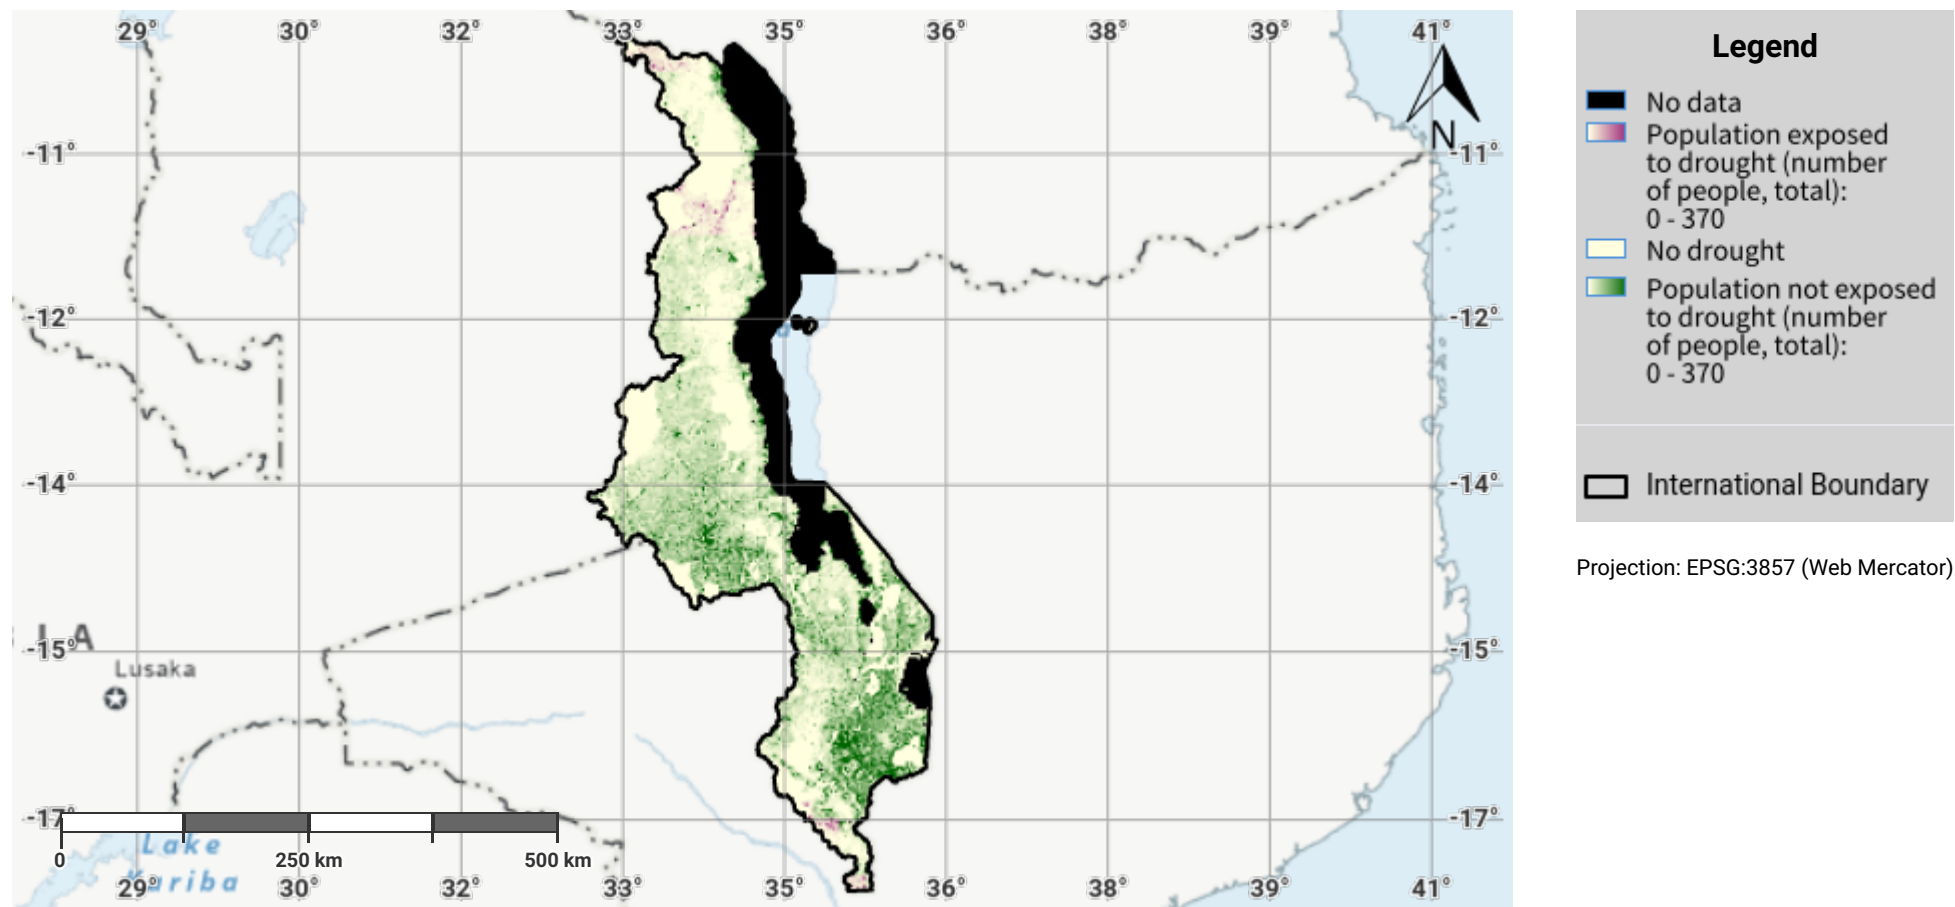 29° 30° 32° 33° 35° 36° 38° 39° 41°
N
-11° -11°
-12° -12°
-14° -14°
LA
-15° -15°
Lusaka
-17° -17°
0 250 km 500 km
Lake
Kariba
29° 30° 32° 33° 35° 36° 38° 39° 41°
Legend
No data
Population exposed
to drought (number
of people, total):
0 - 370
No drought
Population not exposed
to drought (number
of people, total):
0 - 370
International Boundary
Projection: EPSG:3857 (Web Mercator)